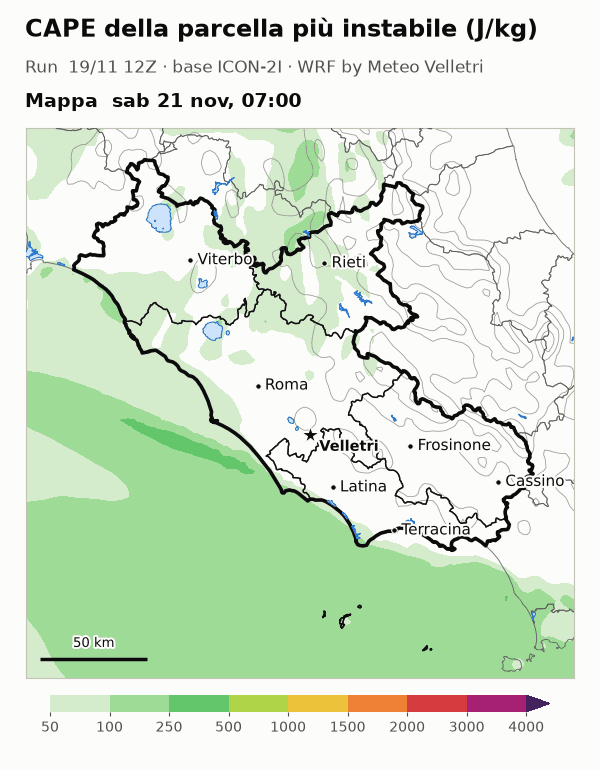 CAPE della parcella più instabile (J/kg)
Run  19/11 12Z · base ICON-2I · WRF by Meteo Velletri
Mappa  sab 21 nov, 07:00
Viterbo
Rieti
Roma
Velletri
Frosinone
Cassino
Latina
Terracina
50 km
50 100 250 500 1000 1500 2000 3000 4000